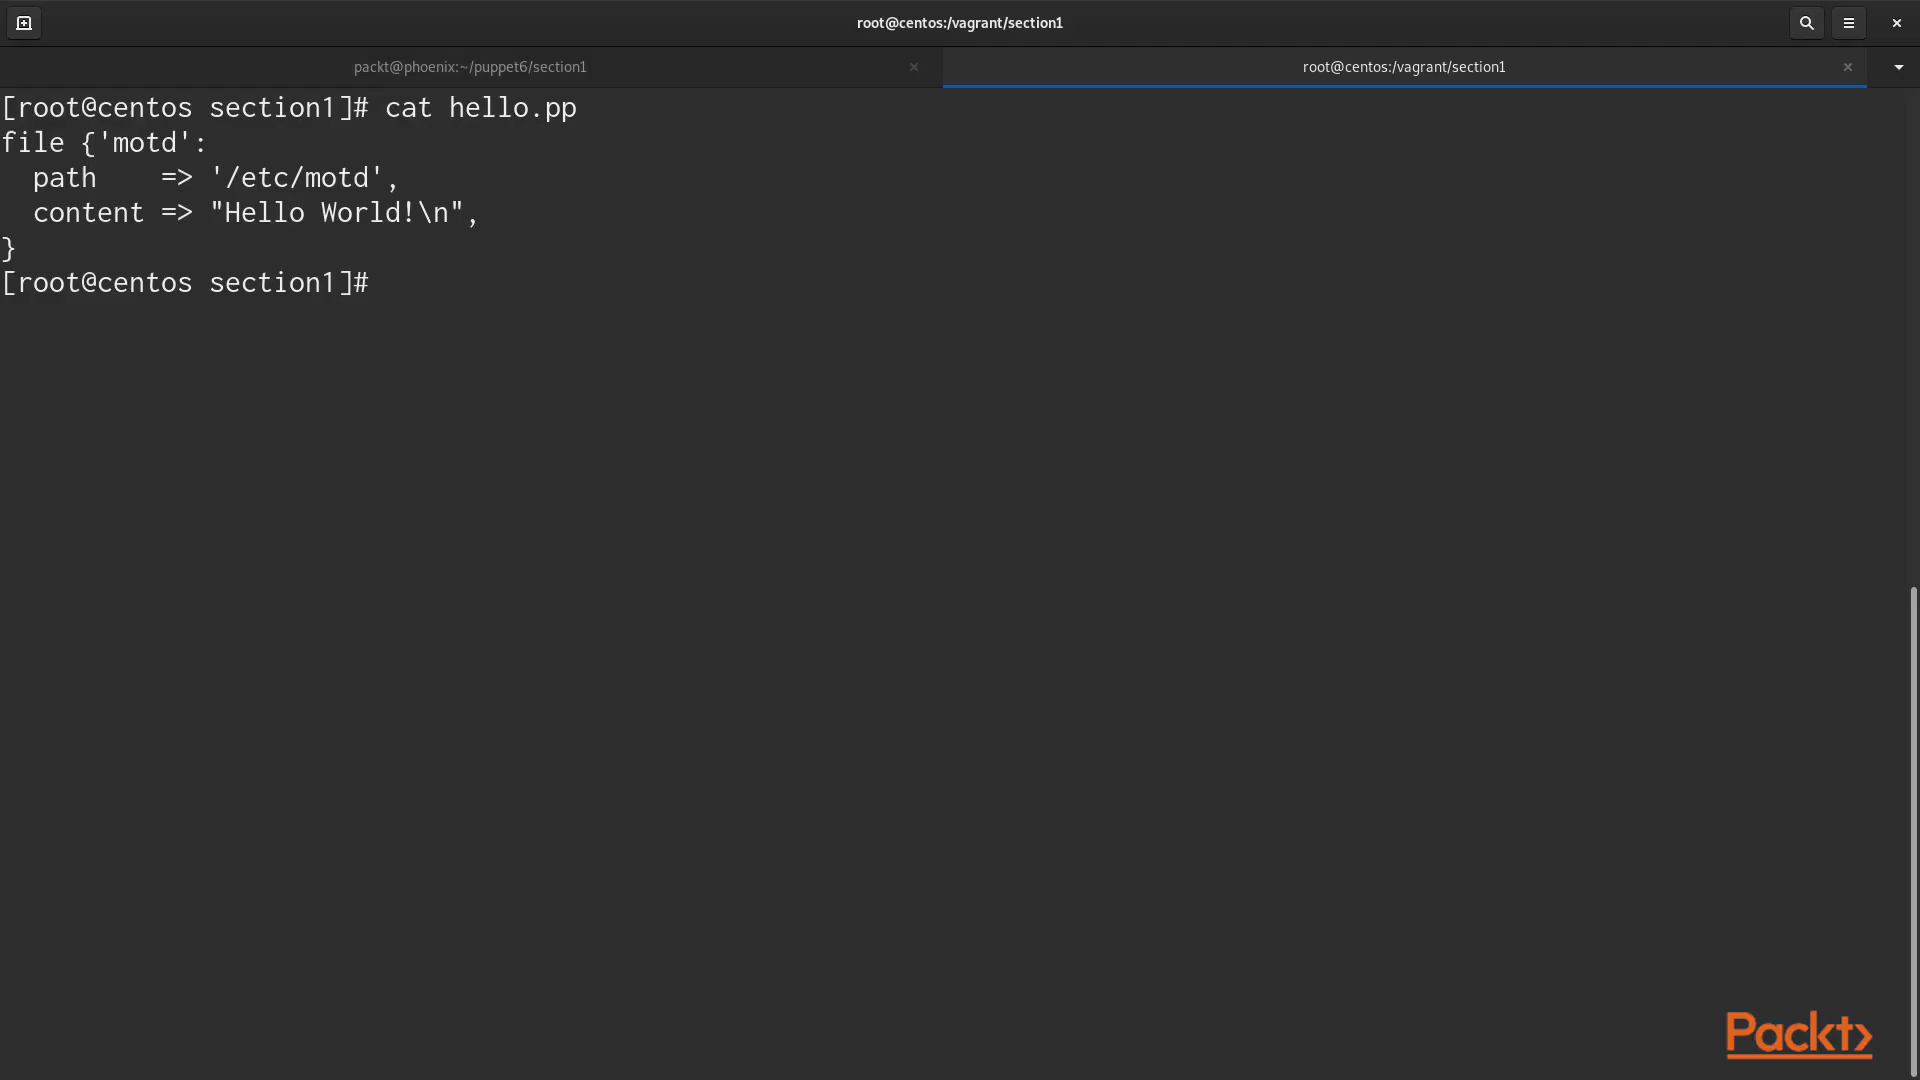 root@centos:/vagrant/section1
packt@phoenix:~/puppet6/section1
root@centos:/vagrant/section1
[root@centos section1]# cat hello.pp
file {'motd':
  path    => '/etc/motd',
  content => "Hello World!\n",
}
[root@centos section1]#
Packt